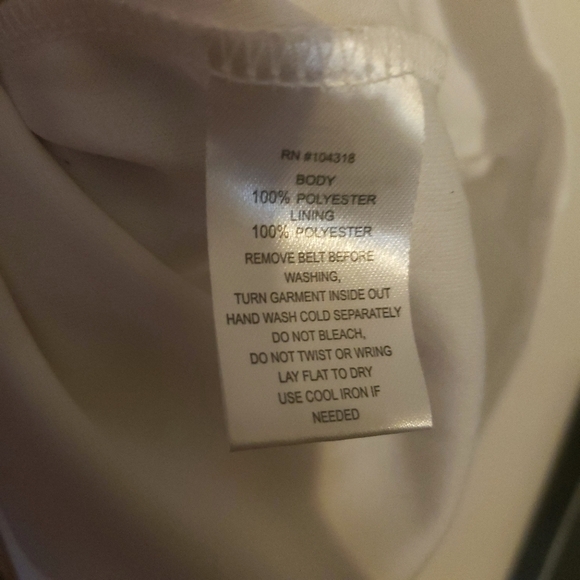 RN #104318
BODY
100% POLYESTER
LINING
100% POLYESTER
REMOVE BELT BEFORE
WASHING,
TURN GARMENT INSIDE OUT
HAND WASH COLD SEPARATELY
DO NOT BLEACH,
DO NOT TWIST OR WRING
LAY FLAT TO DRY
USE COOL IRON IF
NEEDED